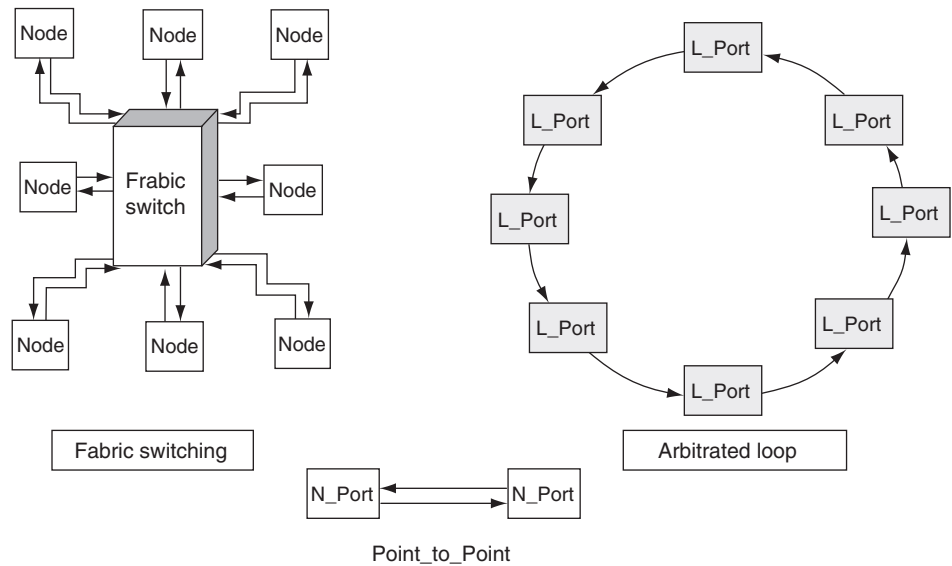 Node
Node
Node
Node
Frabic
switch
Node
Node
Node
Node
Fabric switching
L_Port
L_Port
L_Port
L_Port
L_Port
L_Port
L_Port
L_Port
Arbitrated loop
N_Port
N_Port
Point_to_Point